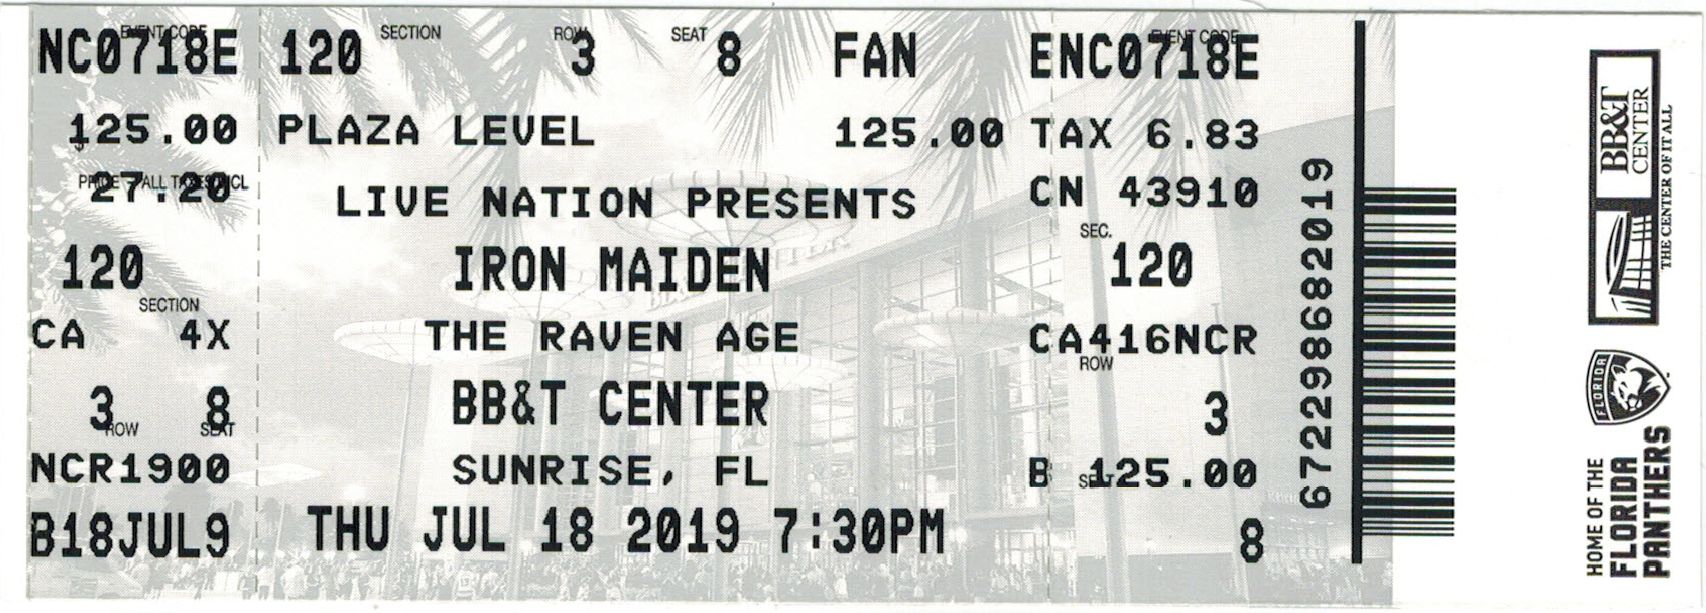 EVENT CODE SECTION ROW SEAT EVENT CODE
NC0718E 120 3 8 FAN ENC0718E
$ 125.00 PLAZA LEVEL 125.00 TAX 6.83
PRICE ALL TAXES INCL
27.20 LIVE NATION PRESENTS CN 43910
SEC.
120 IRON MAIDEN 120
SECTION
CA 4X THE RAVEN AGE CA416NCR
ROW
3 8 BB&T CENTER 3
ROW SEAT
NCR1900 SUNRISE, FL B 125.00
SEAT
B18JUL9 THU JUL 18 2019 7:30PM 8
672298682019
BB&T
CENTER
THE CENTER OF IT ALL
FLORIDA
HOME OF THE
FLORIDA
PANTHERS